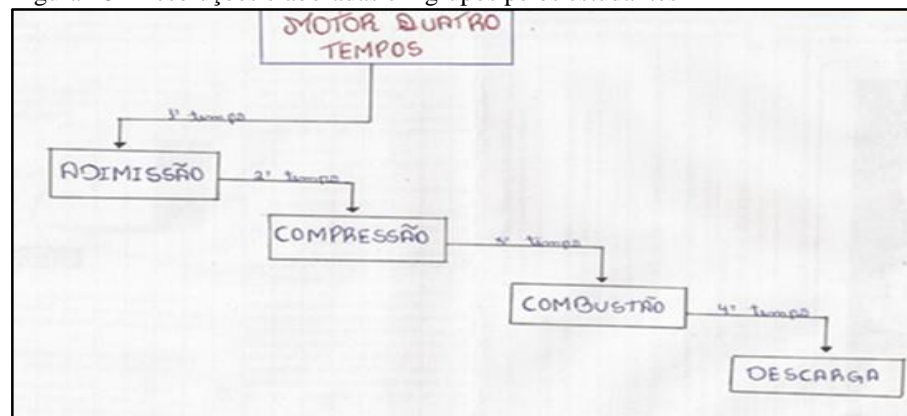 MOTOR QUATRO
TEMPOS
1º tempo
ADIMISSÃO
2º tempo
COMPRESSÃO
3º tempo
COMBUSTÃO
4º tempo
DESCARGA